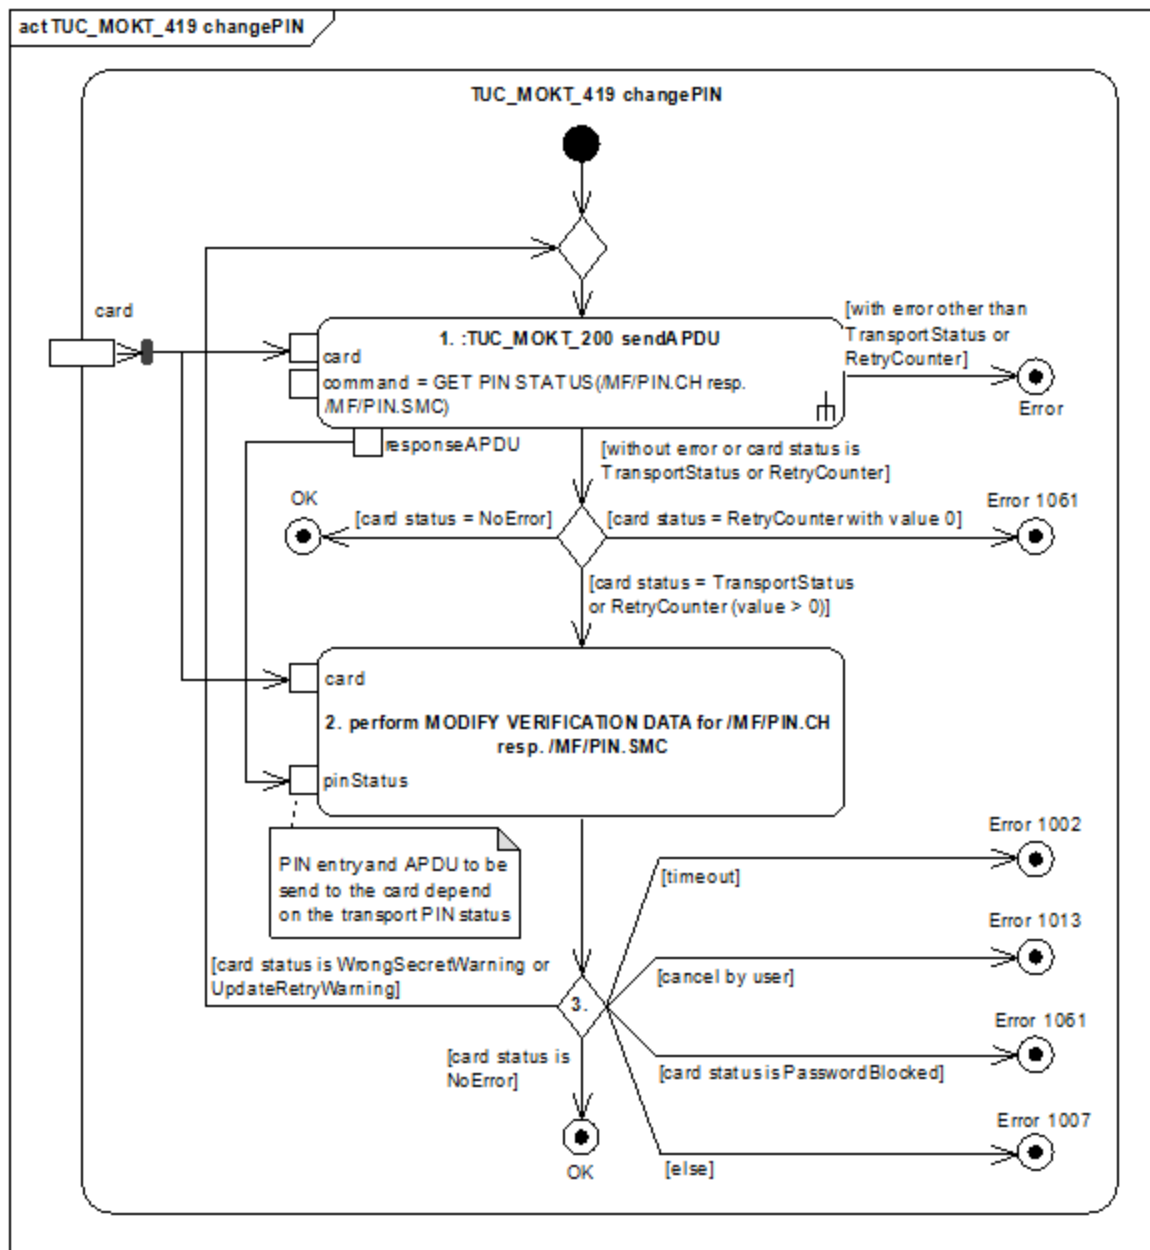 act TUC_MOKT_419 changePIN
TUC_MOKT_419 changePIN
card
1. :TUC_MOKT_200 sendAPDU
card
command = GET PIN STATUS(/MF/PIN.CH resp.
/MF/PIN.SMC)
[with error other than
TransportStatus or
RetryCounter]
Error
responseAPDU
[without error or card status is
TransportStatus or RetryCounter]
OK
[card status = NoError]
[card status = RetryCounter with value 0]
Error 1061
[card status = TransportStatus
or RetryCounter (value > 0)]
card
2. perform MODIFY VERIFICATION DATA for /MF/PIN.CH
resp. /MF/PIN.SMC
pinStatus
PIN entry and APDU to be
send to the card depend
on the transport PIN status
Error 1002
[timeout]
Error 1013
[cancel by user]
[card status is WrongSecretWarning or
UpdateRetryWarning]
3.
Error 1061
[card status is PasswordBlocked]
[card status is
NoError]
OK
Error 1007
[else]